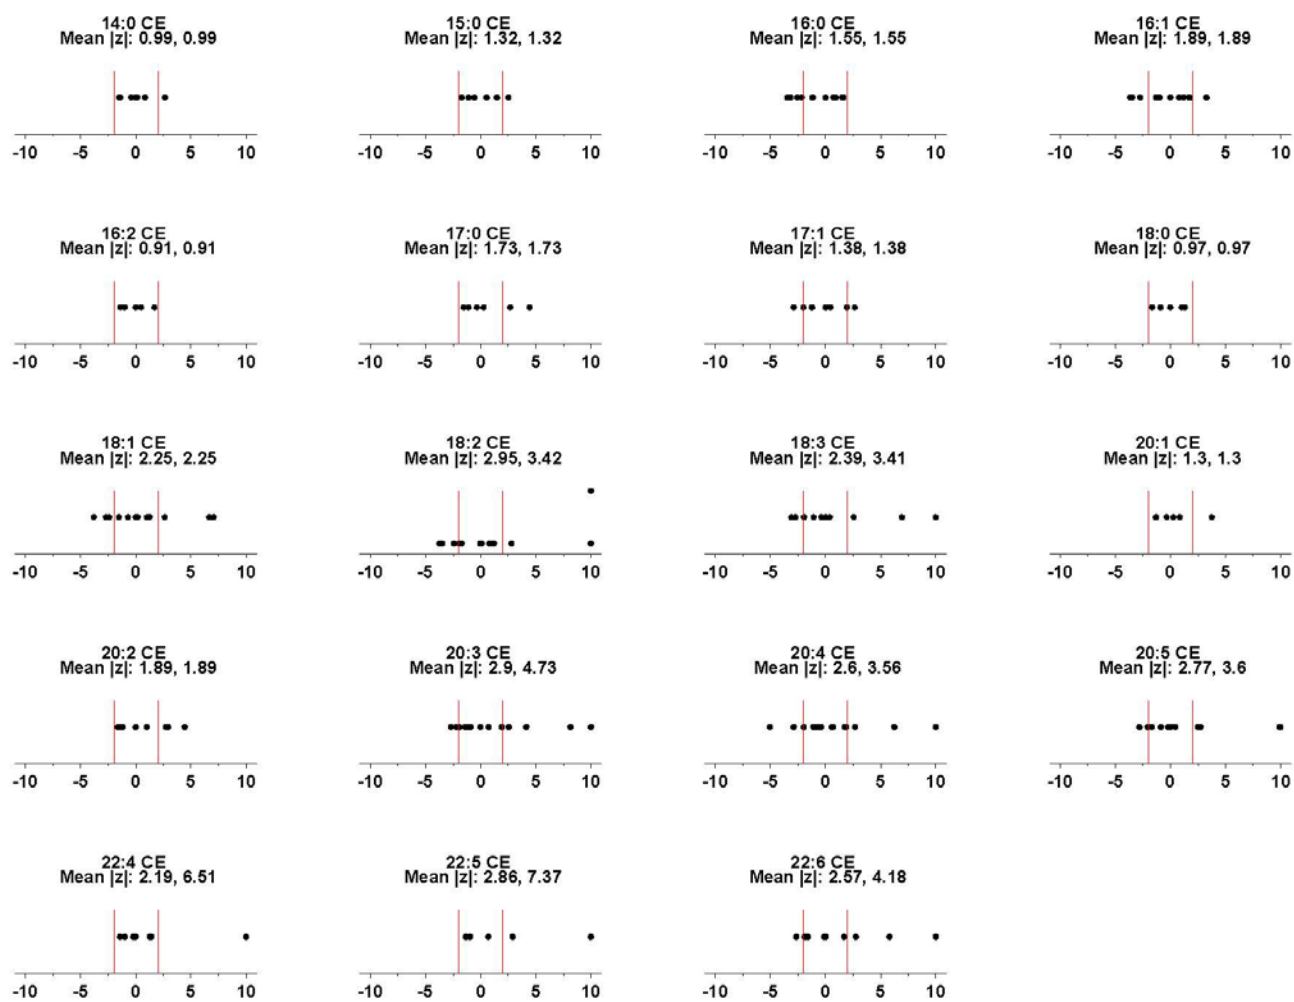 14:0 CE
Mean |z|: 0.99, 0.99
-10 -5 0 5 10
15:0 CE
Mean |z|: 1.32, 1.32
-10 -5 0 5 10
16:0 CE
Mean |z|: 1.55, 1.55
-10 -5 0 5 10
16:1 CE
Mean |z|: 1.89, 1.89
-10 -5 0 5 10
16:2 CE
Mean |z|: 0.91, 0.91
-10 -5 0 5 10
17:0 CE
Mean |z|: 1.73, 1.73
-10 -5 0 5 10
17:1 CE
Mean |z|: 1.38, 1.38
-10 -5 0 5 10
18:0 CE
Mean |z|: 0.97, 0.97
-10 -5 0 5 10
18:1 CE
Mean |z|: 2.25, 2.25
-10 -5 0 5 10
18:2 CE
Mean |z|: 2.95, 3.42
-10 -5 0 5 10
18:3 CE
Mean |z|: 2.39, 3.41
-10 -5 0 5 10
20:1 CE
Mean |z|: 1.3, 1.3
-10 -5 0 5 10
20:2 CE
Mean |z|: 1.89, 1.89
-10 -5 0 5 10
20:3 CE
Mean |z|: 2.9, 4.73
-10 -5 0 5 10
20:4 CE
Mean |z|: 2.6, 3.56
-10 -5 0 5 10
20:5 CE
Mean |z|: 2.77, 3.6
-10 -5 0 5 10
22:4 CE
Mean |z|: 2.19, 6.51
-10 -5 0 5 10
22:5 CE
Mean |z|: 2.86, 7.37
-10 -5 0 5 10
22:6 CE
Mean |z|: 2.57, 4.18
-10 -5 0 5 10